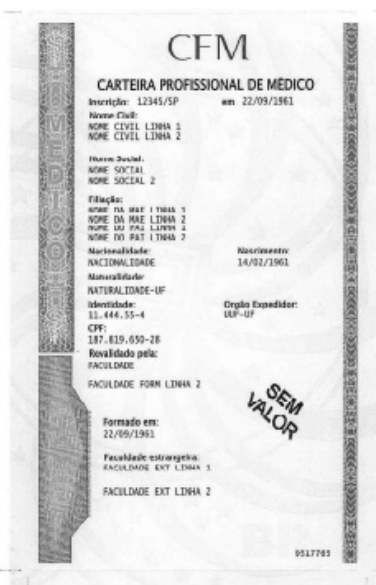 CFM
CARTEIRA PROFISSIONAL DE MÉDICO
Inscrição: 12345/SP em 22/09/1961
Nome Civil:
NOME CIVIL LINHA 1
NOME CIVIL LINHA 2
Nome Social:
NOME SOCIAL
NOME SOCIAL 2
Filiação:
NOME DA MAE LINHA 1
NOME DA MAE LINHA 2
NOME DO PAI LINHA 1
NOME DO PAI LINHA 2
Nacionalidade: Nascimento:
NACIONALIDADE 14/02/1961
Naturalidade:
NATURALIDADE-UF
Identidade: Orgão Expedidor:
11.444.55-4 UUF-UF
CPF:
187.819.650-28
Revalidado pela:
FACULDADE
FACULDADE FORM LINHA 2
SEM
VALOR
Formado em:
22/09/1961
Faculdade estrangeira:
FACULDADE EXT LINHA 1
FACULDADE EXT LINHA 2
9517765